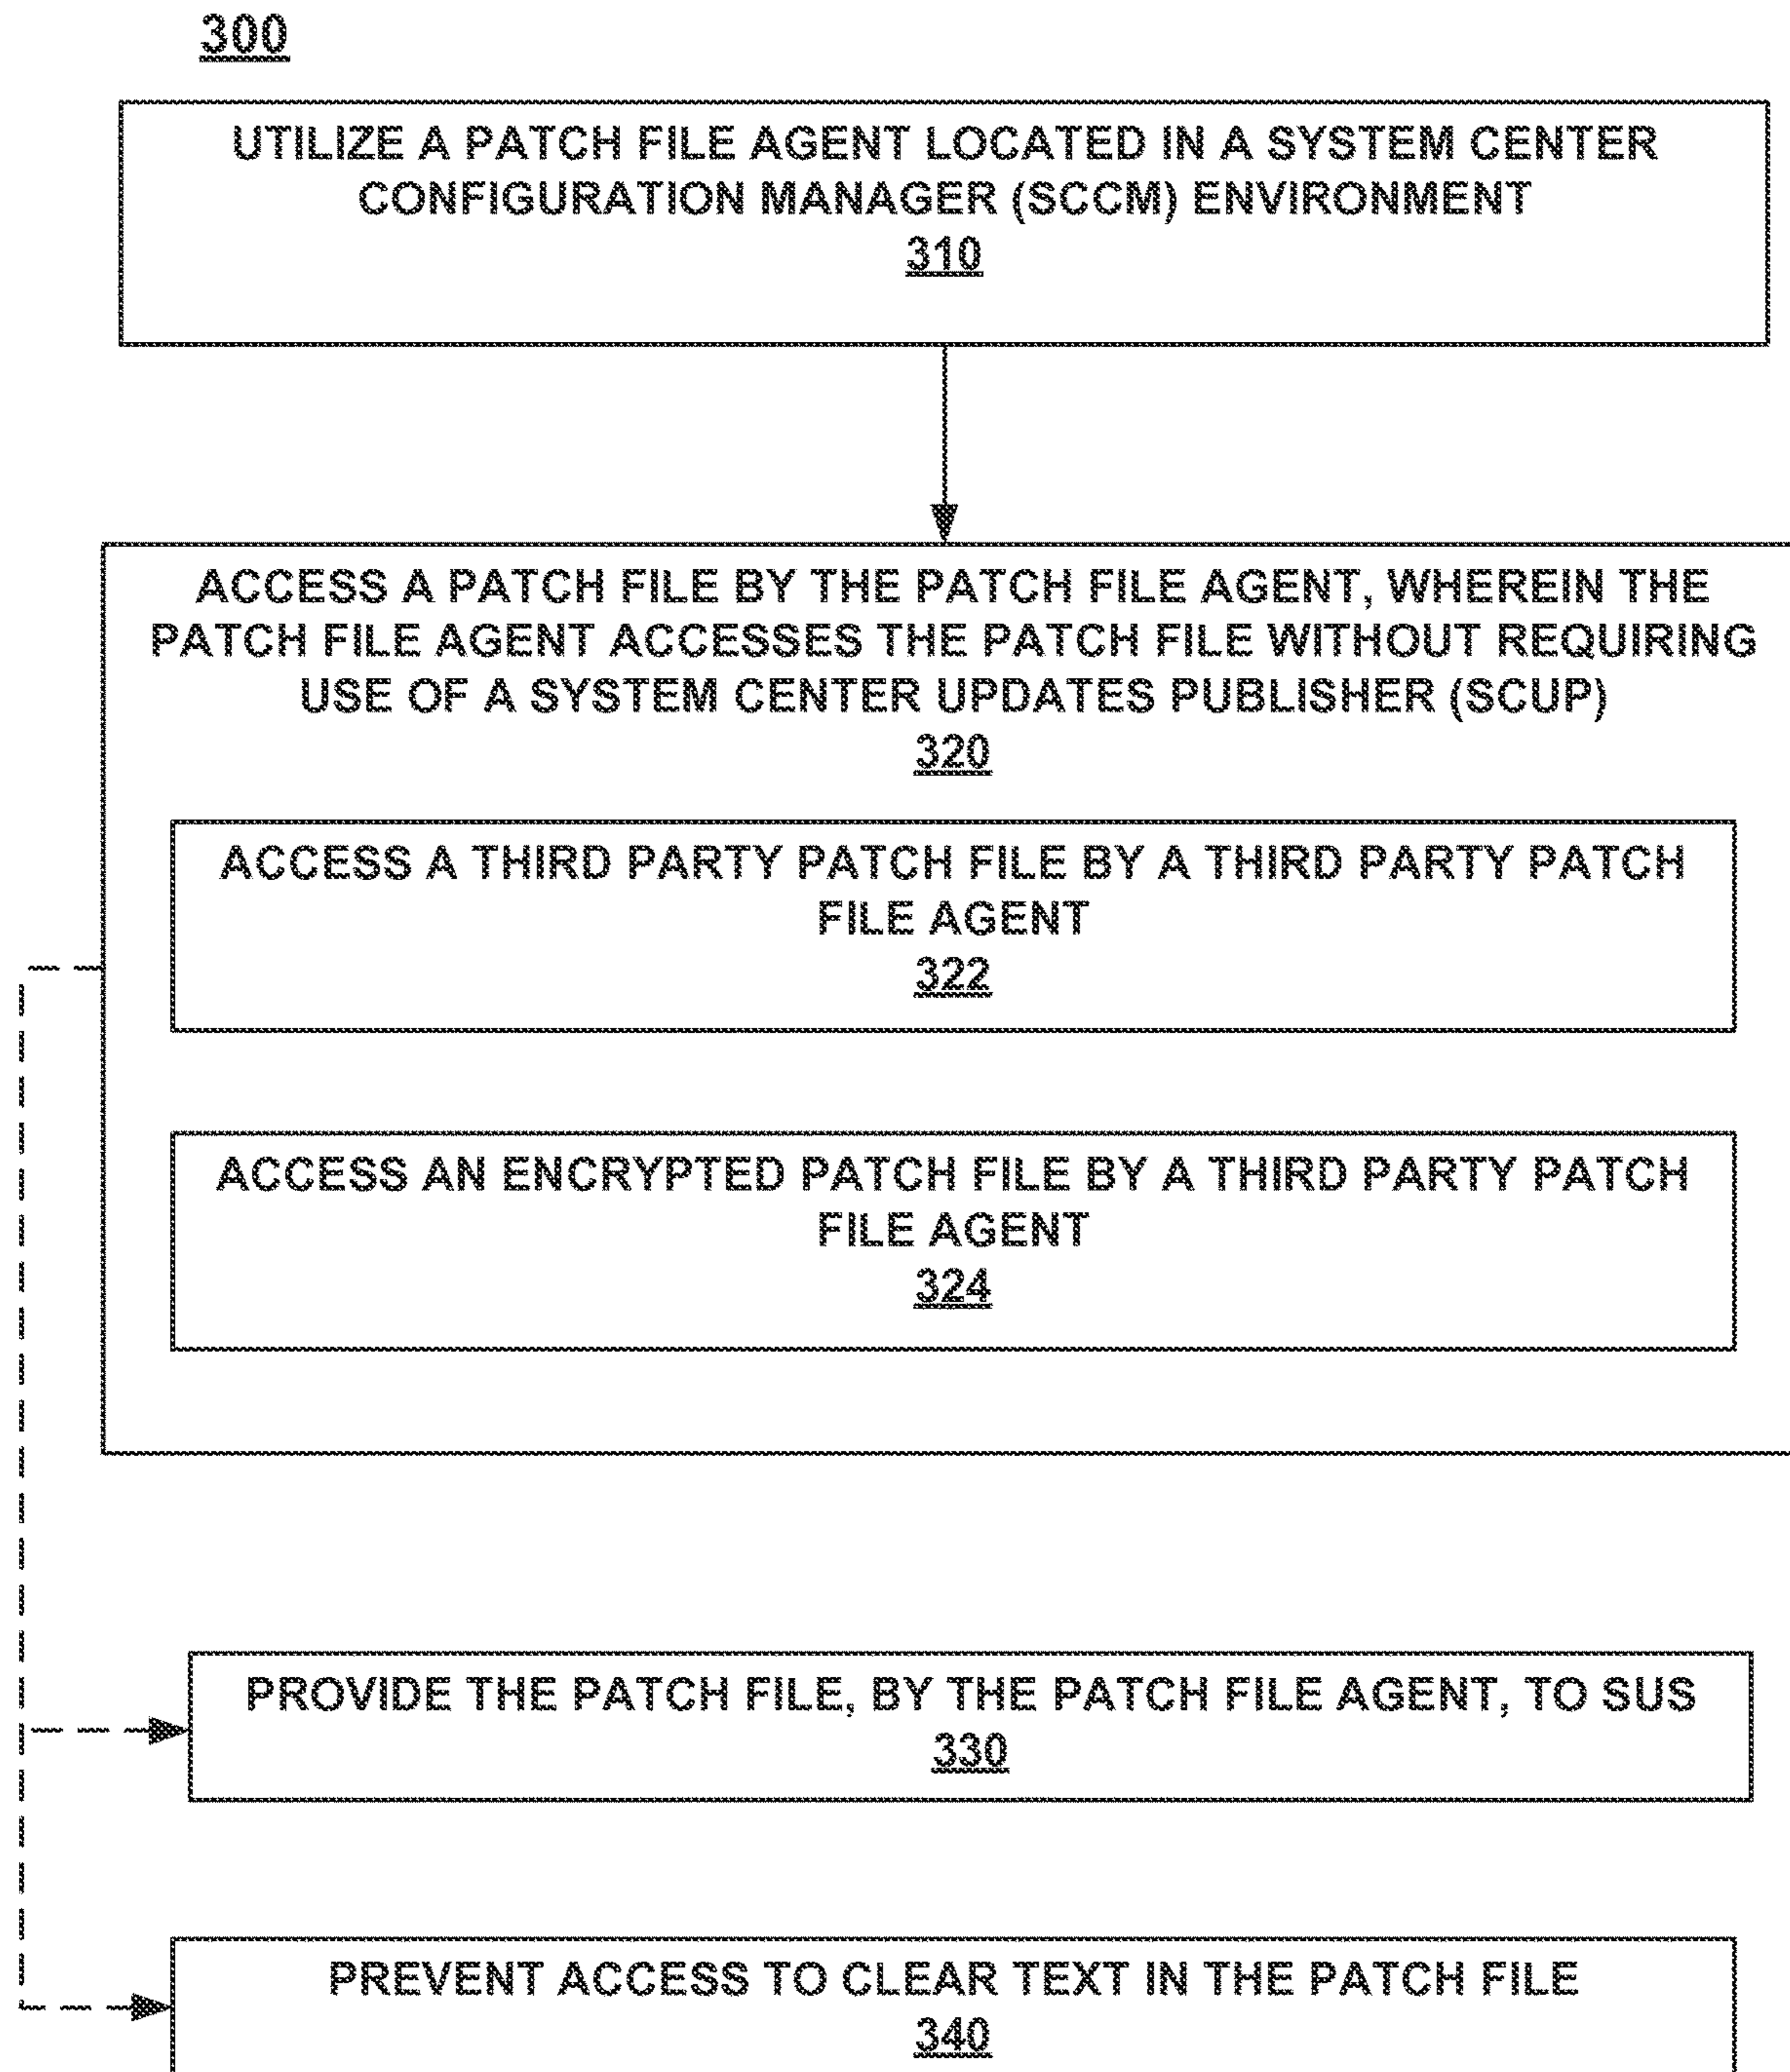 300
UTILIZE A PATCH FILE AGENT LOCATED IN A SYSTEM CENTER
CONFIGURATION MANAGER (SCCM) ENVIRONMENT
310
ACCESS A PATCH FILE BY THE PATCH FILE AGENT, WHEREIN THE
PATCH FILE AGENT ACCESSES THE PATCH FILE WITHOUT REQUIRING
USE OF A SYSTEM CENTER UPDATES PUBLISHER (SCUP)
320
ACCESS A THIRD PARTY PATCH FILE BY A THIRD PARTY PATCH
FILE AGENT
322
ACCESS AN ENCRYPTED PATCH FILE BY A THIRD PARTY PATCH
FILE AGENT
324
PROVIDE THE PATCH FILE, BY THE PATCH FILE AGENT, TO SUS
330
PREVENT ACCESS TO CLEAR TEXT IN THE PATCH FILE
340